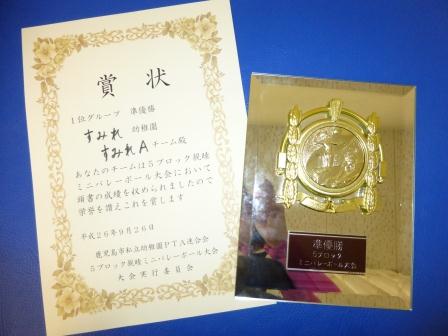 賞状
1位グループ 準優勝
すみれ 幼稚園
すみれAチーム殿
あなたのチームは5ブロック親睦
ミニバレーボール大会において
頭書の成績を収められましたので
栄誉を讃えこれを賞します
平成26年9月26日
鹿児島市私立幼稚園PTA連合会
5ブロック親睦ミニバレーボール大会
大会実行委員会
準優勝
5ブロック
ミニバレーボール大会